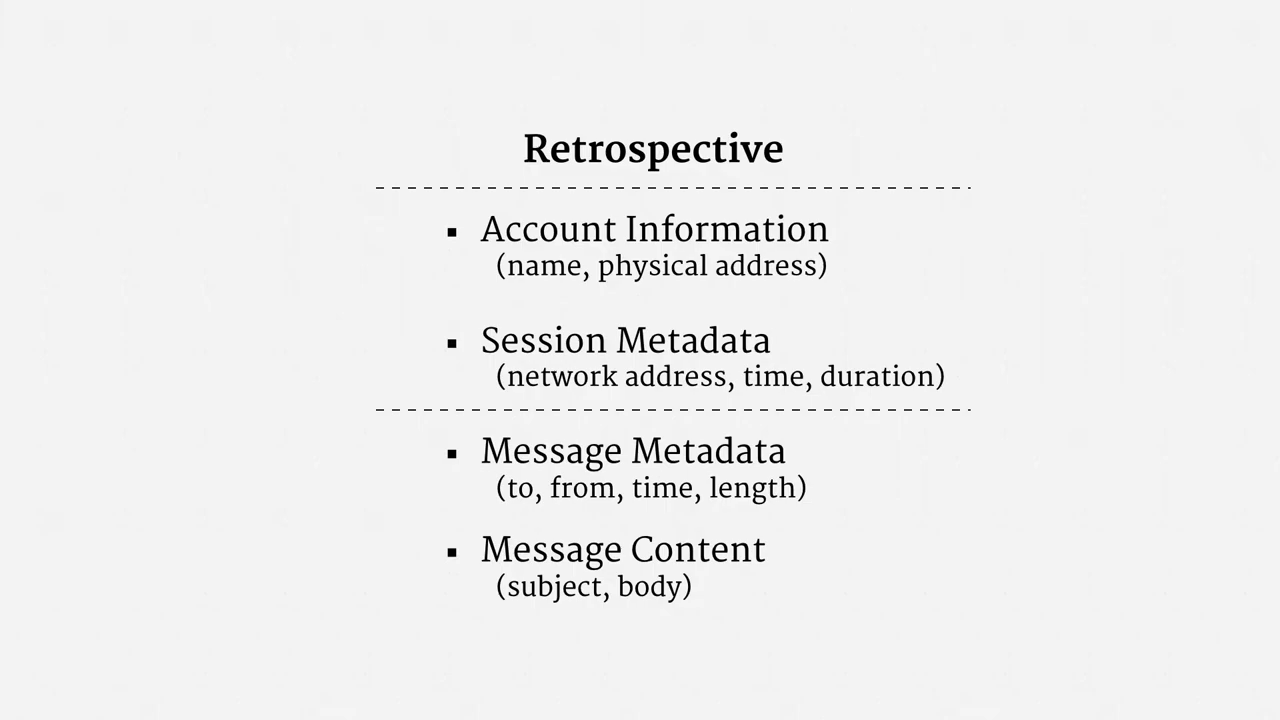 Retrospective
▪ Account Information
(name, physical address)
▪ Session Metadata
(network address, time, duration)
▪ Message Metadata
(to, from, time, length)
▪ Message Content
(subject, body)